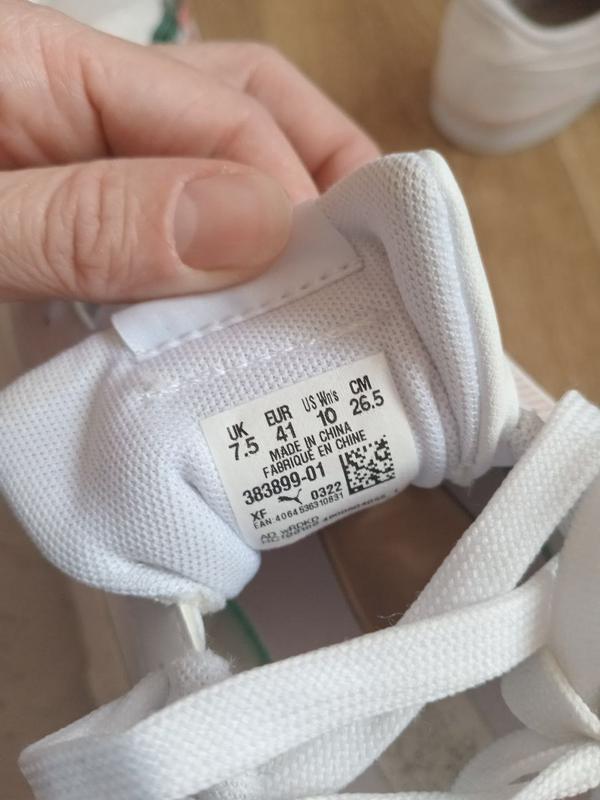 UK EUR US Wn's CM
7.5 41 10 26.5
MADE IN CHINA
FABRIQUÉ EN CHINE
383899-01
XF 0322
EAN:4064536310831